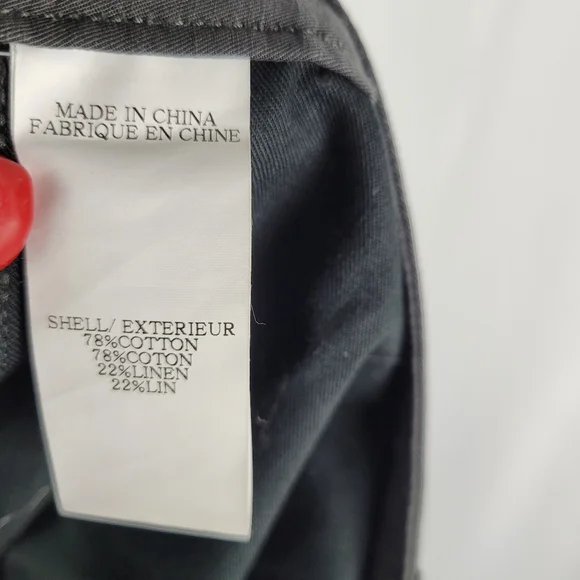 MADE IN CHINA
FABRIQUE EN CHINE
SHELL/ EXTERIEUR
78%COTTON
78%COTON
22%LINEN
22%LIN